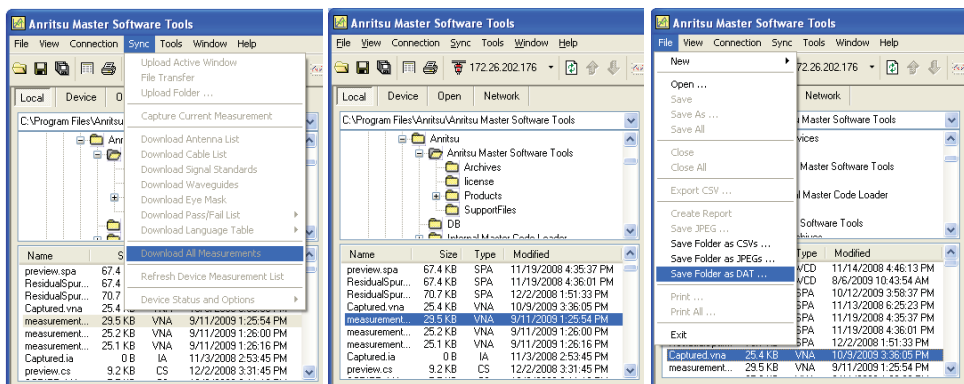 Anritsu Master Software Tools
File View Connection Sync Tools Window Help
Upload Active Window
File Transfer
Upload Folder ...
Capture Current Measurement
Download Antenna List
Download Cable List
Download Signal Standards
Download Waveguides
Download Eye Mask
Download Pass/Fail List
Download Language Table
Download All Measurements
Refresh Device Measurement List
Device Status and Options
Local Device
C:\Program Files\Anritsu
Name
preview.spa 67.4
ResidualSpur... 67.4
ResidualSpur... 70.7
Captured.vna 25.4
measurement... 29.5 KB VNA 9/11/2009 1:25:54 PM
measurement... 25.2 KB VNA 9/11/2009 1:26:00 PM
measurement... 25.1 KB VNA 9/11/2009 1:26:16 PM
Captured.ia 0 B IA 11/3/2008 2:53:45 PM
preview.cs 9.2 KB CS 12/2/2008 3:31:45 PM
Anritsu Master Software Tools
File View Connection Sync Tools Window Help
172.26.202.176
Local Device Open Network
C:\Program Files\Anritsu\Anritsu Master Software Tools
Anritsu
Anritsu Master Software Tools
Archives
license
Products
SupportFiles
DB
Internal Master Code Loader
Name Size Type Modified
preview.spa 67.4 KB SPA 11/19/2008 4:35:37 PM
ResidualSpur... 67.4 KB SPA 11/19/2008 4:36:01 PM
ResidualSpur... 70.7 KB SPA 12/2/2008 1:51:33 PM
Captured.vna 25.4 KB VNA 10/9/2009 3:36:05 PM
measurement... 29.5 KB VNA 9/11/2009 1:25:54 PM
measurement... 25.2 KB VNA 9/11/2009 1:26:00 PM
measurement... 25.1 KB VNA 9/11/2009 1:26:16 PM
Captured.ia 0 B IA 11/3/2008 2:53:45 PM
preview.cs 9.2 KB CS 12/2/2008 3:31:45 PM
Anritsu Master Software Tools
File View Connection Sync Tools Window Help
New
Open ...
Save
Save As ...
Save All
Close
Close All
Export CSV ...
Create Report
Save JPEG ...
Save Folder as CSVs ...
Save Folder as JPEGs ...
Save Folder as DAT ...
Print ...
Print All ...
Exit
72.26.202.176
Network
Master Software Tools
vices
Master Software Tools
l Master Code Loader
Software Tools
Type Modified
VCD 11/14/2008 4:46:13 PM
VCD 8/6/2009 10:43:54 AM
SPA 10/12/2009 3:58:37 PM
SPA 11/13/2008 6:25:23 PM
SPA 11/19/2008 4:35:37 PM
SPA 11/19/2008 4:36:01 PM
SPA 12/2/2008 1:51:33 PM
Captured.vna 25.4 KB VNA 10/9/2009 3:36:05 PM
measurement... 29.5 KB VNA 9/11/2009 1:25:54 PM